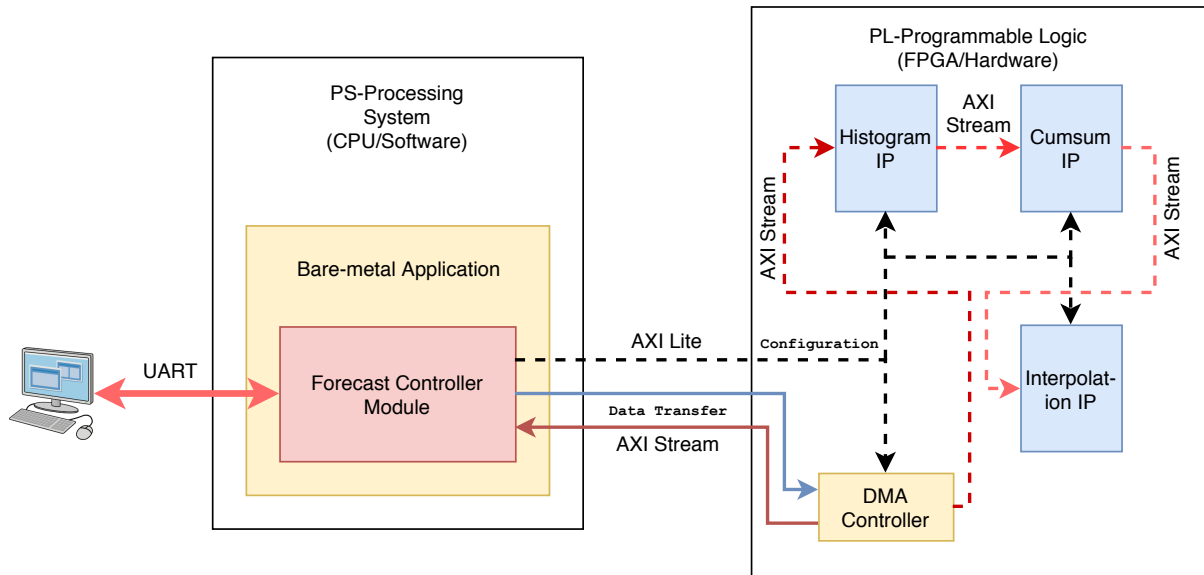 PS-Processing
System
(CPU/Software)
Bare-metal Application
Forecast Controller
Module
UART
AXI Lite
Configuration
Data Transfer
AXI Stream
PL-Programmable Logic
(FPGA/Hardware)
Histogram
IP
AXI
Stream
Cumsum
IP
AXI Stream
AXI Stream
Interpolat-
ion IP
DMA
Controller